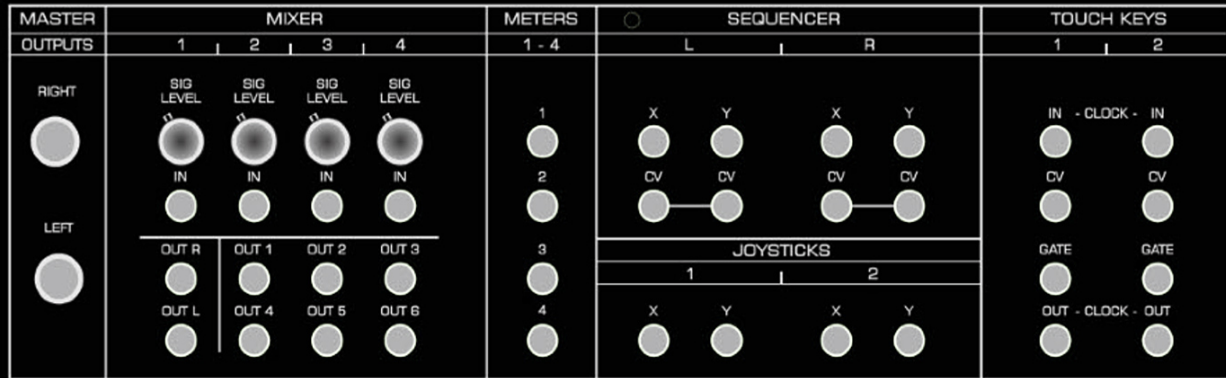 MASTER
OUTPUTS
RIGHT
LEFT
MIXER
1 2 3 4
SIG LEVEL SIG LEVEL SIG LEVEL SIG LEVEL
IN IN IN IN
OUT R OUT 1 OUT 2 OUT 3
OUT L OUT 4 OUT 5 OUT 6
METERS
1 - 4
1
2
3
4
SEQUENCER
L R
X Y X Y
CV CV CV CV
JOYSTICKS
1 2
X Y X Y
TOUCH KEYS
1 2
IN - CLOCK - IN
CV CV
GATE GATE
OUT - CLOCK - OUT